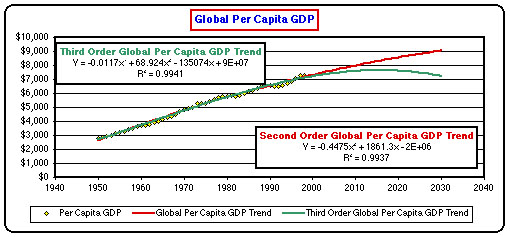 Global Per Capita GDP
$10,000
$9,000
$8,000
$7,000
$6,000
$5,000
$4,000
$3,000
$2,000
$1,000
$0
Third Order Global Per Capita GDP Trend
Y = -0.0117x³ + 68.924x² - 135074x + 9E+07
R² = 0.9941
Second Order Global Per Capita GDP Trend
Y = -0.4475x² + 1861.3x - 2E+06
R² = 0.9937
1940 1950 1960 1970 1980 1990 2000 2010 2020 2030 2040
Per Capita GDP Global Per Capita GDP Trend Third Order Global Per Capita GDP Trend